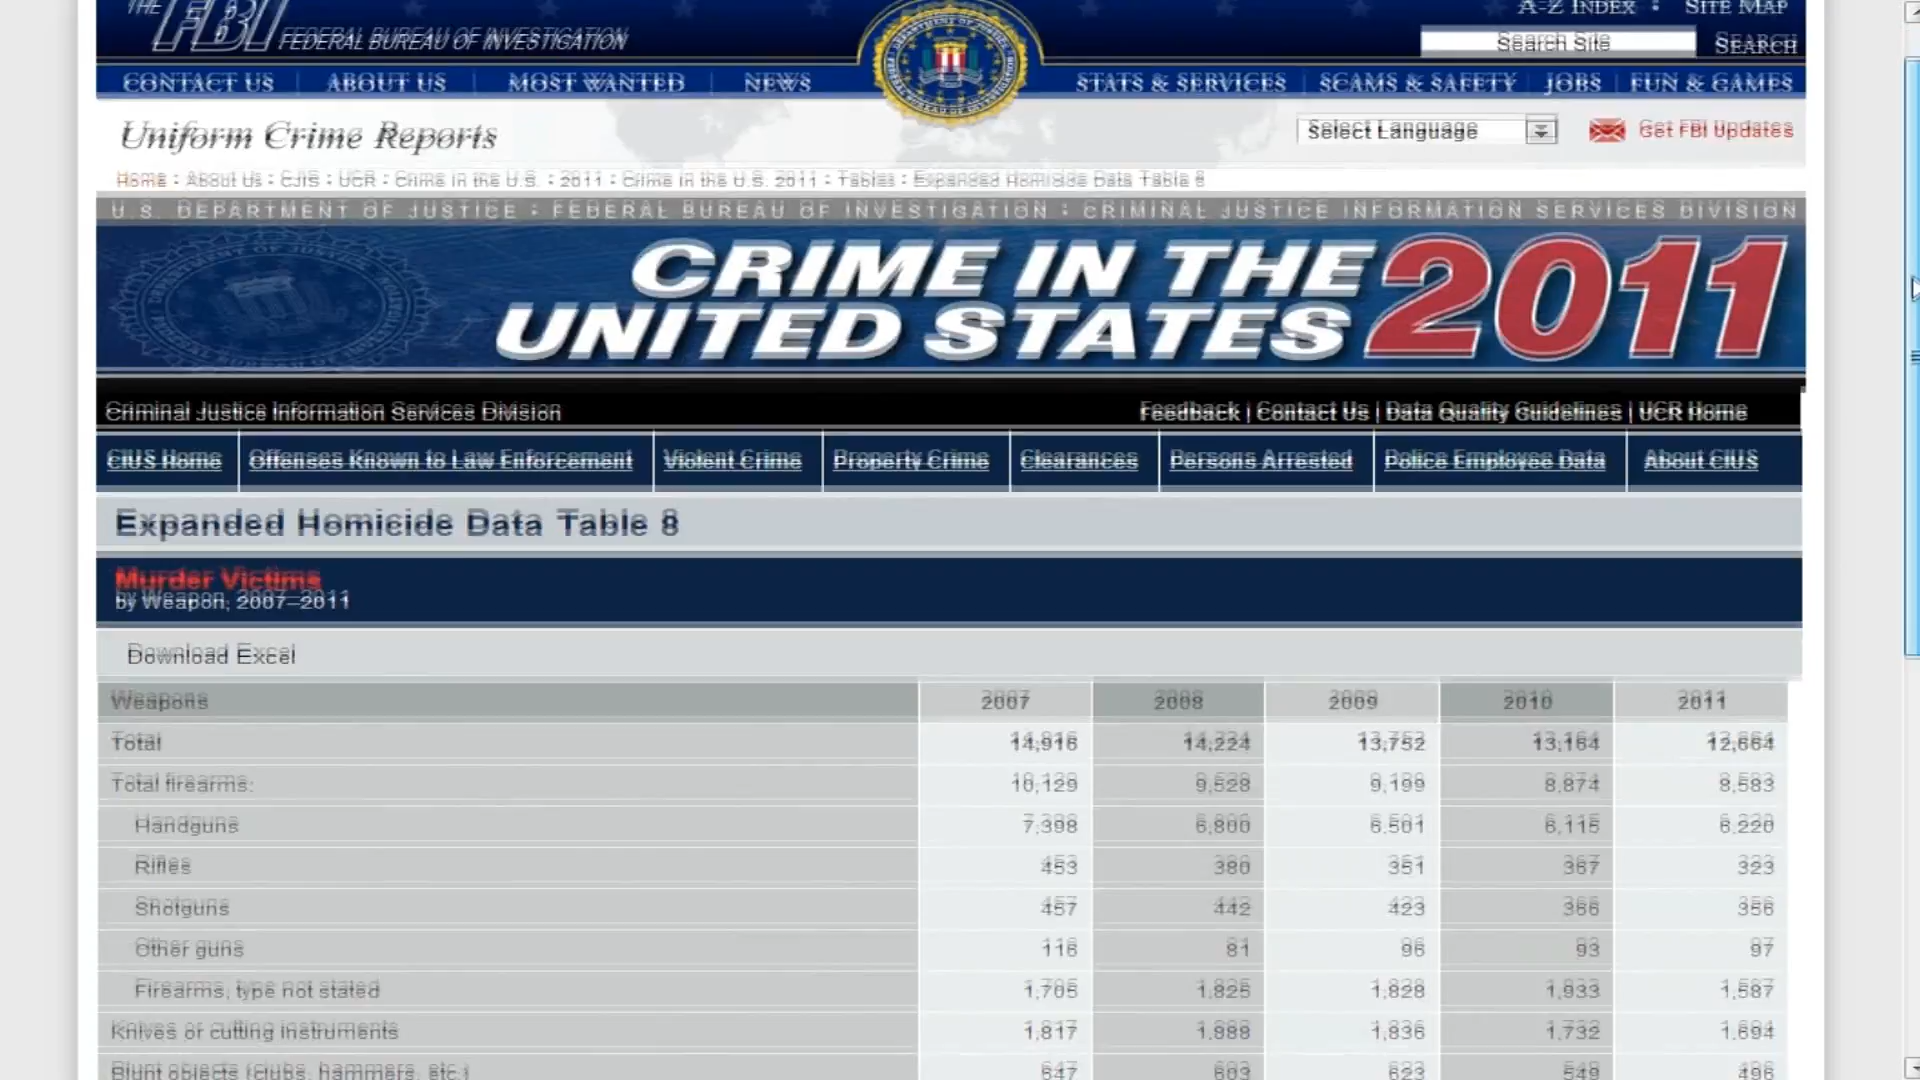 THE FBI FEDERAL BUREAU OF INVESTIGATION
A-Z INDEX • SITE MAP
Search Site SEARCH
CONTACT US | ABOUT US | MOST WANTED | NEWS
STATS & SERVICES | SCAMS & SAFETY | JOBS | FUN & GAMES
Uniform Crime Reports
Select Language
Get FBI Updates
Home • About Us • CJIS • UCR • Crime in the U.S. • 2011 • Crime in the U.S. 2011 • Tables • Expanded Homicide Data Table 8
U.S. DEPARTMENT OF JUSTICE • FEDERAL BUREAU OF INVESTIGATION • CRIMINAL JUSTICE INFORMATION SERVICES DIVISION
CRIME IN THE
UNITED STATES 2011
Criminal Justice Information Services Division
Feedback | Contact Us | Data Quality Guidelines | UCR Home
CIUS Home Offenses Known to Law Enforcement Violent Crime Property Crime Clearances Persons Arrested Police Employee Data About CIUS
Expanded Homicide Data Table 8
Murder Victims
by Weapon, 2007–2011
Download Excel
Weapons 2007 2008 2009 2010 2011
Total 14,916 14,224 13,752 13,164 12,664
Total firearms: 10,129 9,528 9,199 8,874 8,583
Handguns 7,398 6,800 6,501 6,115 6,220
Rifles 453 380 351 367 323
Shotguns 457 442 423 366 356
Other guns 116 81 96 93 97
Firearms, type not stated 1,705 1,825 1,828 1,933 1,587
Knives or cutting instruments 1,817 1,888 1,836 1,732 1,694
Blunt objects (clubs, hammers, etc.) 647 603 623 549 496